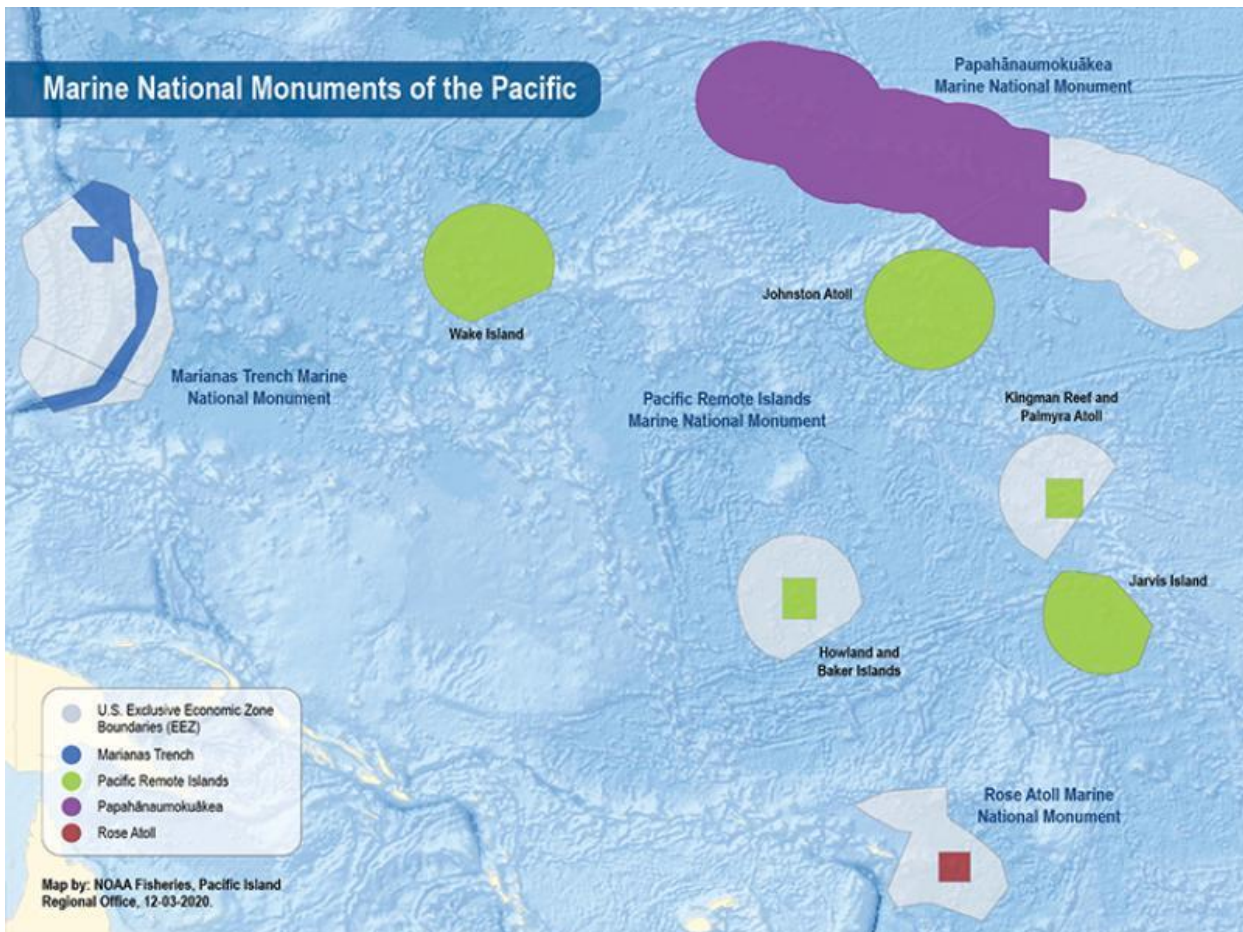 Marine National Monuments of the Pacific
Papahānaumokuākea
Marine National Monument
Johnston Atoll
Wake Island
Marianas Trench Marine
National Monument
Pacific Remote Islands
Marine National Monument
Kingman Reef and
Palmyra Atoll
Jarvis Island
Howland and
Baker Islands
U.S. Exclusive Economic Zone
Boundaries (EEZ)
Marianas Trench
Pacific Remote Islands
Papahānaumokuākea
Rose Atoll
Rose Atoll Marine
National Monument
Map by: NOAA Fisheries, Pacific Island
Regional Office, 12-03-2020.